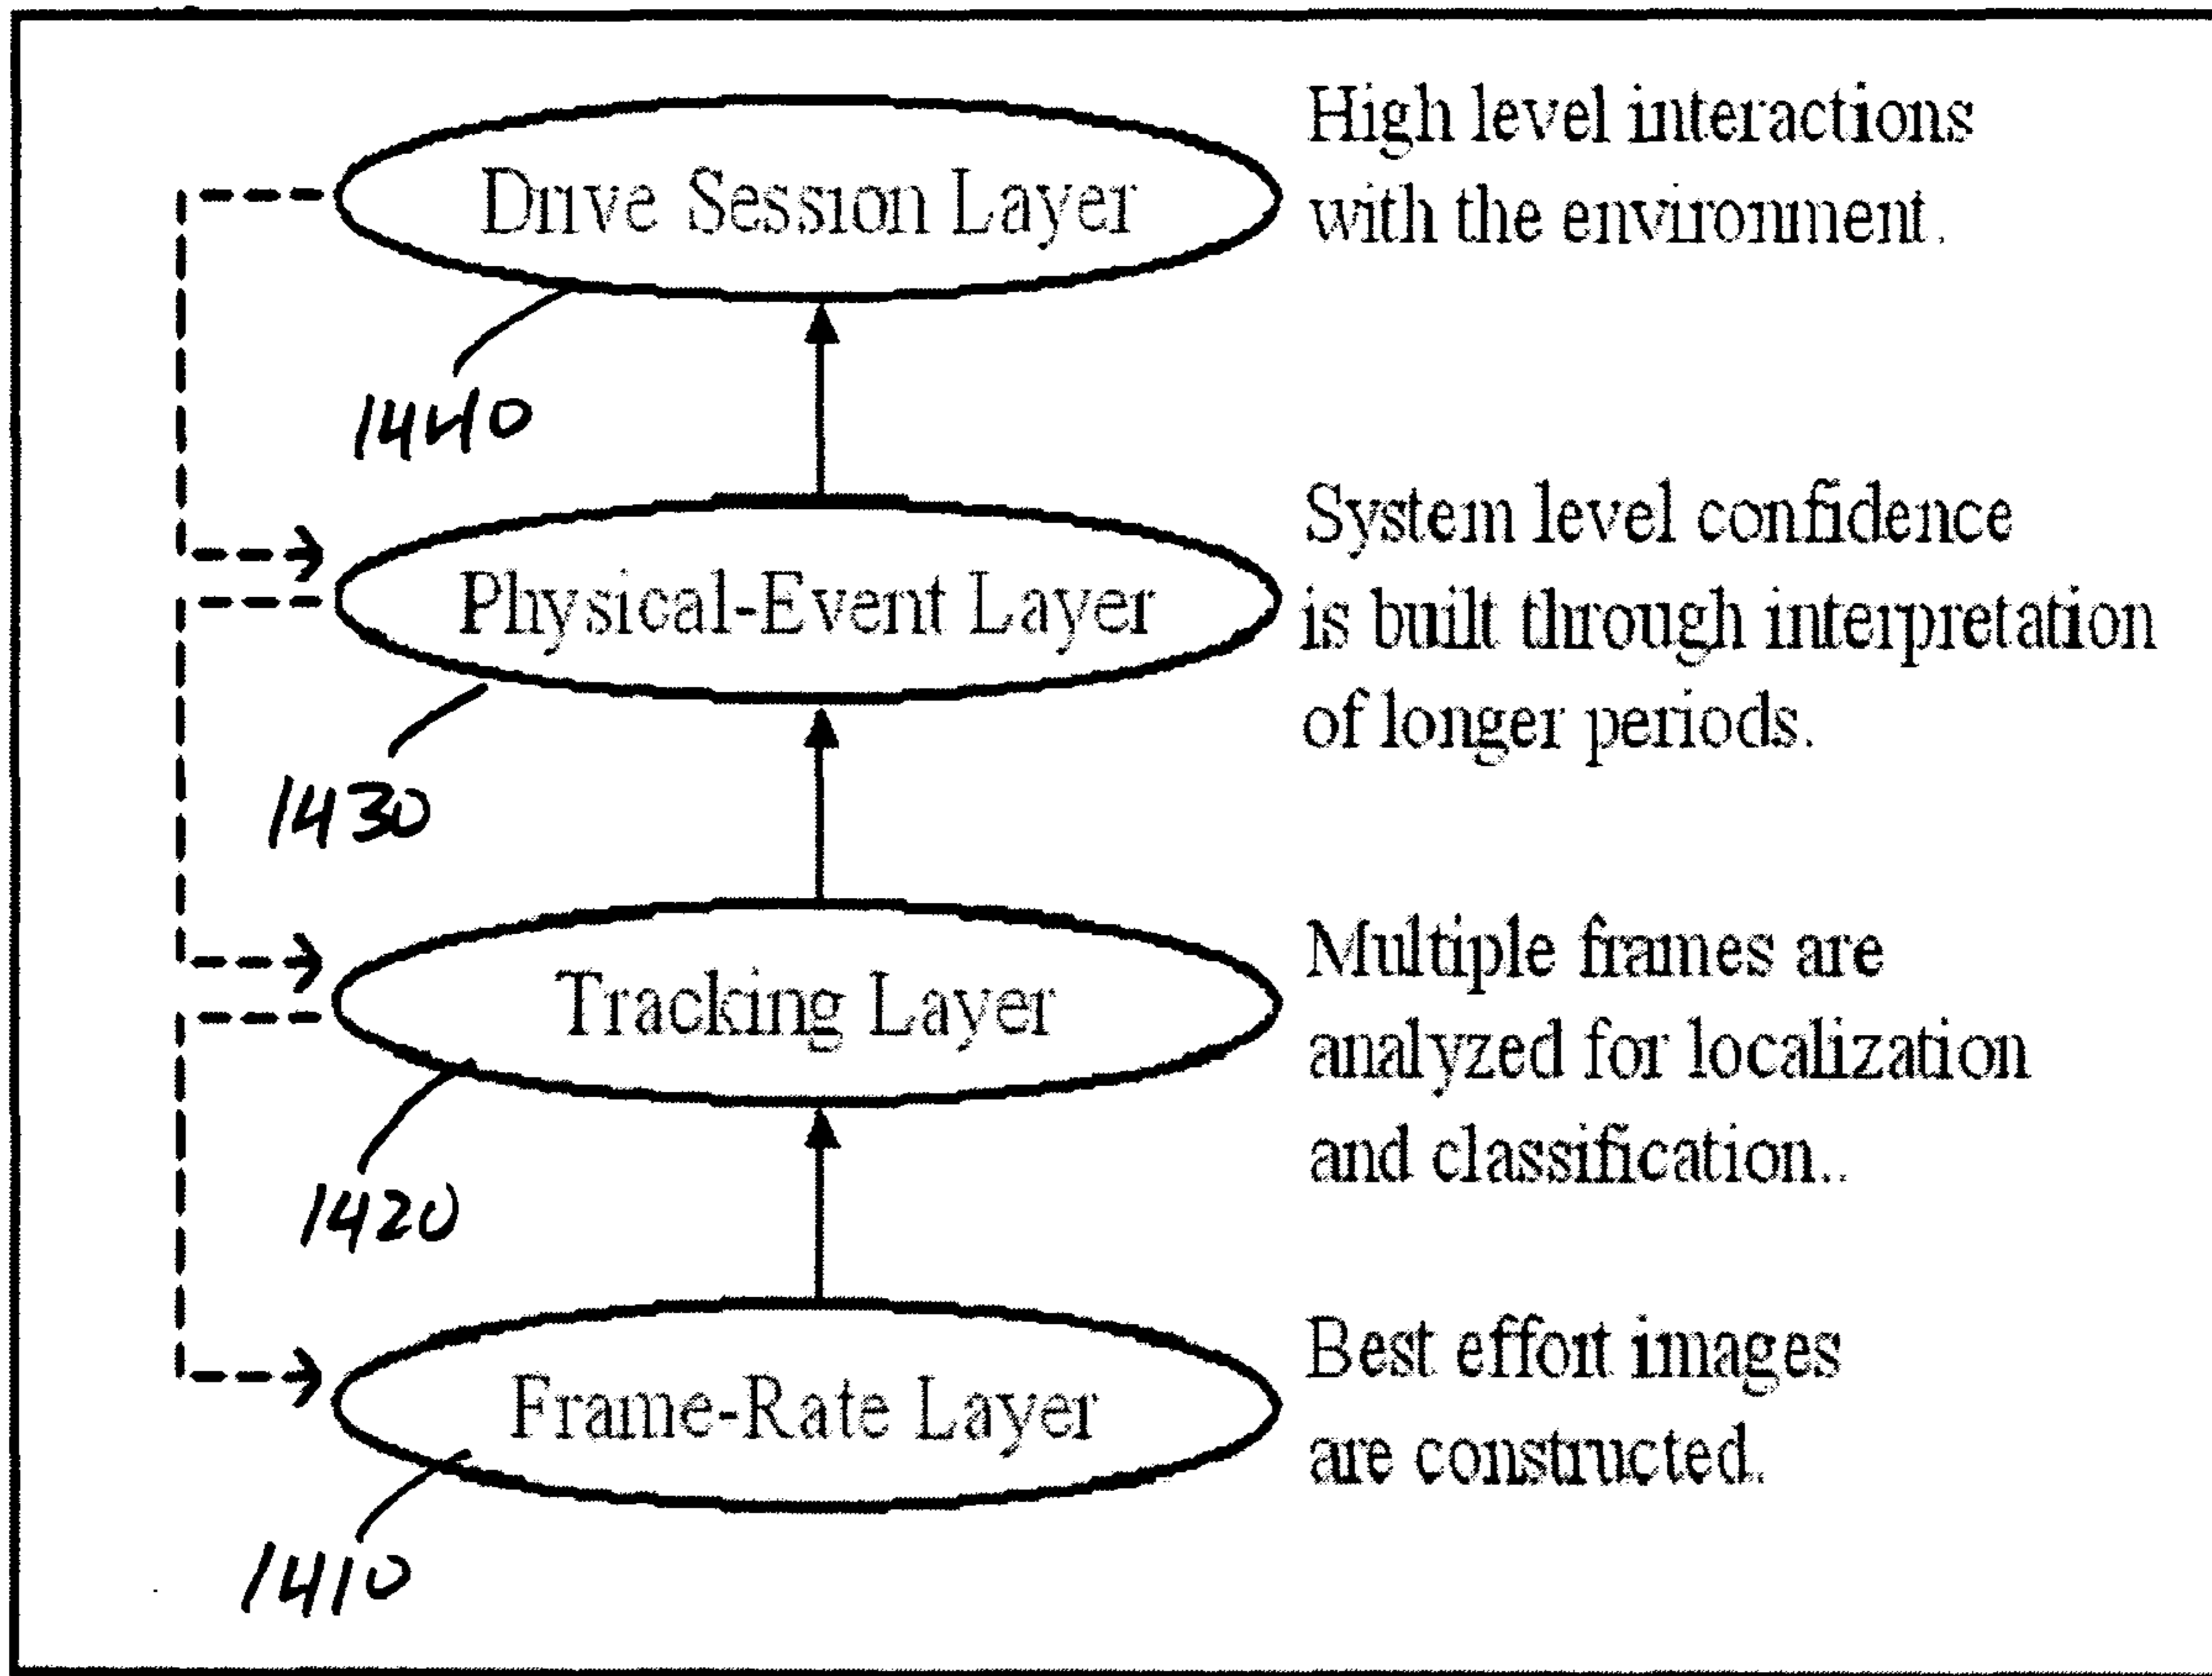 Drive Session Layer
High level interactions
with the environment.
1440
Physical-Event Layer
System level confidence
is built through interpretation
of longer periods.
1430
Tracking Layer
Multiple frames are
analyzed for localization
and classification..
1420
Frame-Rate Layer
Best effort images
are constructed.
1410